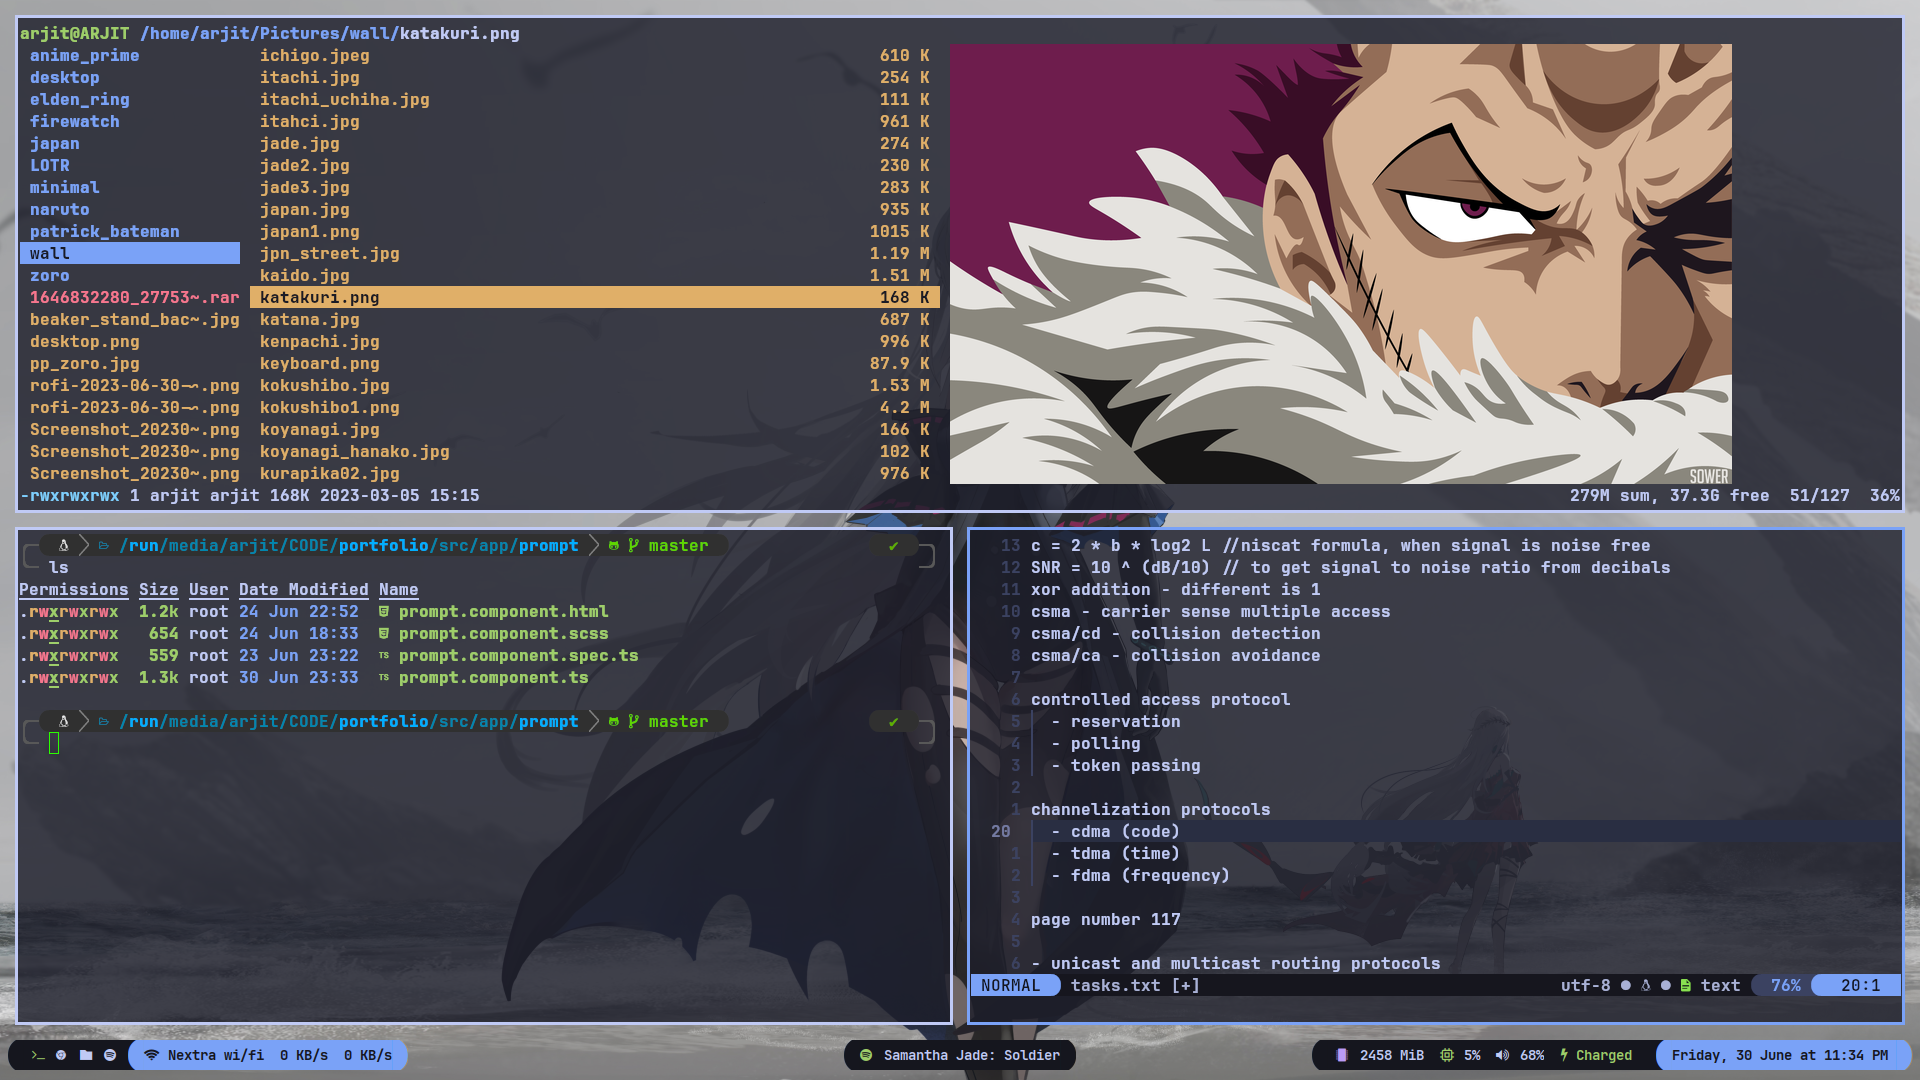 arjit@ARJIT /home/arjit/Pictures/wall/katakuri.png
anime_prime ichigo.jpeg 610 K
desktop itachi.jpg 254 K
elden_ring itachi_uchiha.jpg 111 K
firewatch itahci.jpg 961 K
japan jade.jpg 274 K
LOTR jade2.jpg 230 K
minimal jade3.jpg 283 K
naruto japan.jpg 935 K
patrick_bateman japan1.png 1015 K
wall jpn_street.jpg 1.19 M
zoro kaido.jpg 1.51 M
1646832280_27753~.rar katakuri.png 168 K
beaker_stand_bac~.jpg katana.jpg 687 K
desktop.png kenpachi.jpg 996 K
pp_zoro.jpg keyboard.png 87.9 K
rofi-2023-06-30-~.png kokushibo.jpg 1.53 M
rofi-2023-06-30-~.png kokushibo1.png 4.2 M
Screenshot_20230~.png koyanagi.jpg 166 K
Screenshot_20230~.png koyanagi_hanako.jpg 102 K
Screenshot_20230~.png kurapika02.jpg 976 K
SOWER
-rwxrwxrwx 1 arjit arjit 168K 2023-03-05 15:15 279M sum, 37.3G free 51/127 36%
/run/media/arjit/CODE/portfolio/src/app/prompt master ✔
ls
Permissions Size User Date Modified Name
.rwxrwxrwx 1.2k root 24 Jun 22:52 prompt.component.html
.rwxrwxrwx 654 root 24 Jun 18:33 prompt.component.scss
.rwxrwxrwx 559 root 23 Jun 23:22 TS prompt.component.spec.ts
.rwxrwxrwx 1.3k root 30 Jun 23:33 TS prompt.component.ts
/run/media/arjit/CODE/portfolio/src/app/prompt master ✔
13 c = 2 * b * log2 L //niscat formula, when signal is noise free
12 SNR = 10 ^ (dB/10) // to get signal to noise ratio from decibals
11 xor addition - different is 1
10 csma - carrier sense multiple access
9 csma/cd - collision detection
8 csma/ca - collision avoidance
7
6 controlled access protocol
5 - reservation
4 - polling
3 - token passing
2
1 channelization protocols
20 - cdma (code)
1 - tdma (time)
2 - fdma (frequency)
3
4 page number 117
5
6 - unicast and multicast routing protocols
NORMAL tasks.txt [+] utf-8 text 76% 20:1
Nextra wi/fi 0 KB/s 0 KB/s
Samantha Jade: Soldier
2458 MiB 5% 68% Charged Friday, 30 June at 11:34 PM